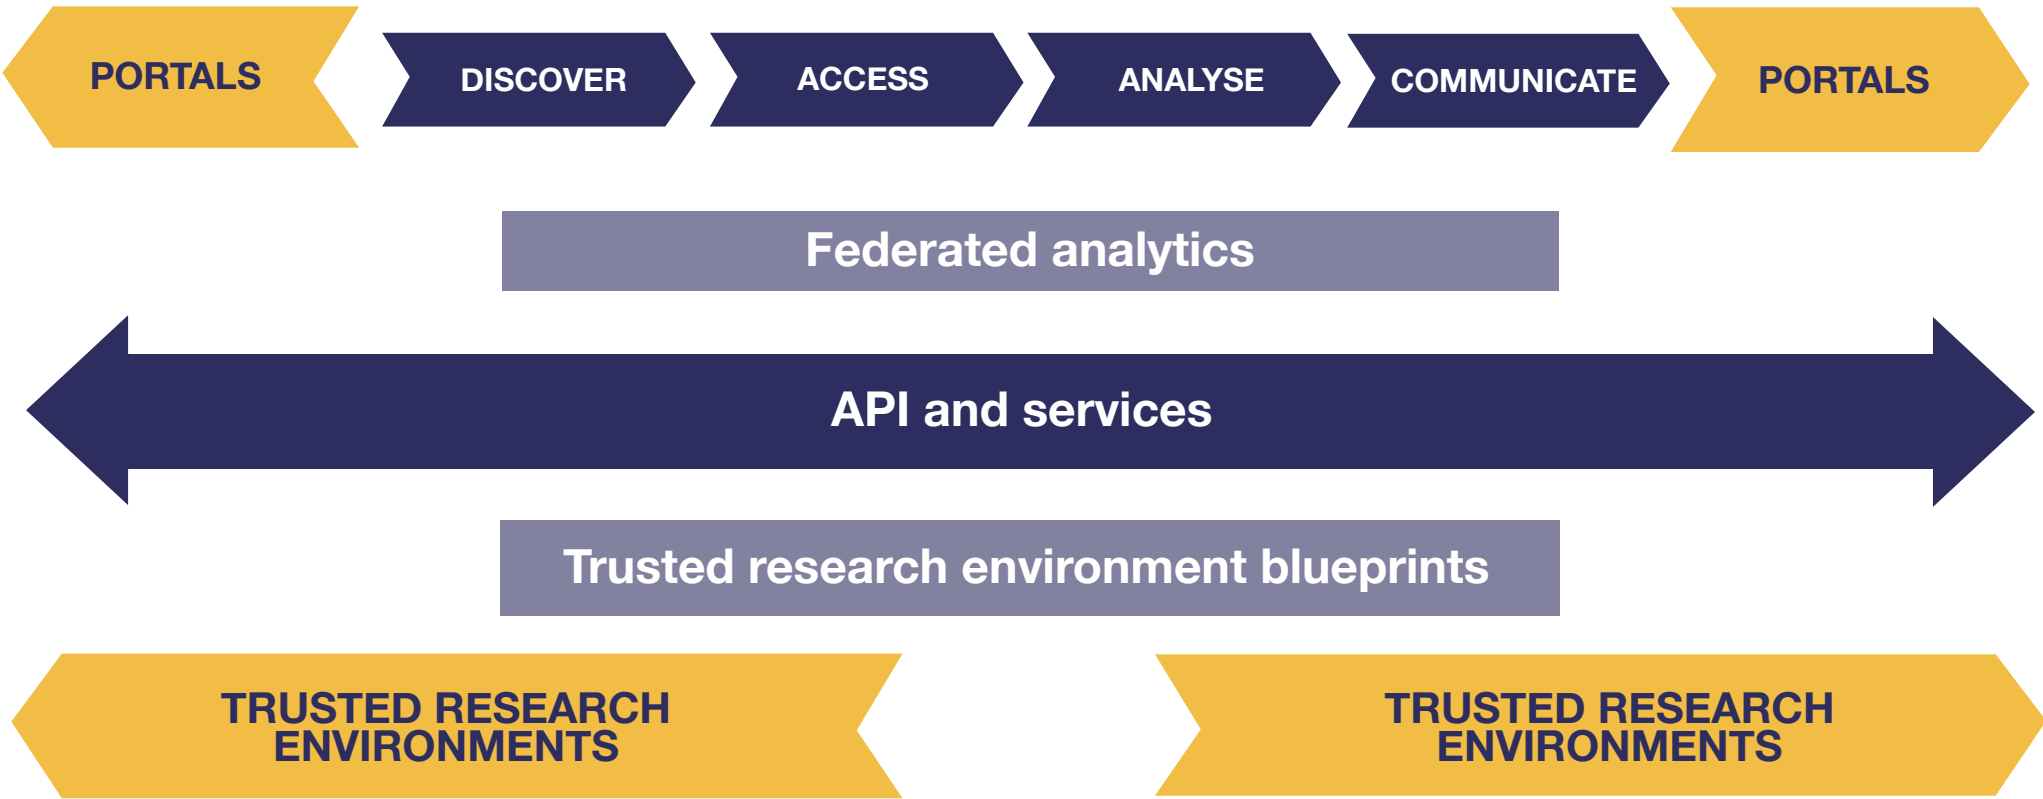 PORTALS
DISCOVER
ACCESS
ANALYSE
COMMUNICATE
PORTALS
Federated analytics
API and services
Trusted research environment blueprints
TRUSTED RESEARCH
ENVIRONMENTS
TRUSTED RESEARCH
ENVIRONMENTS